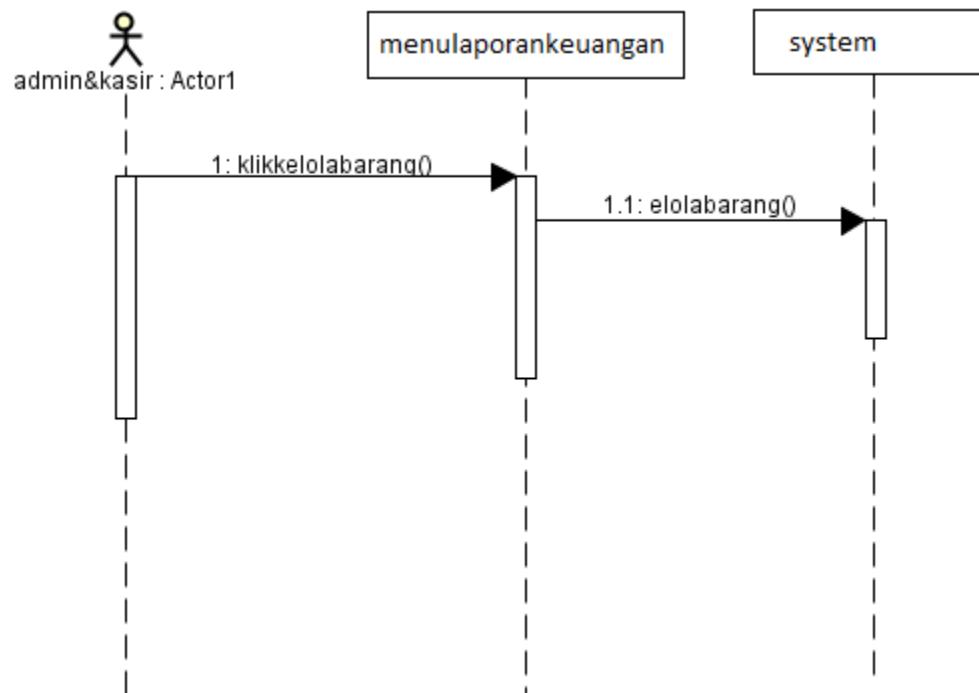 admin&kasir : Actor1
menulaporankeuangan
system
1: klikkelolabarang()
1.1: elolabarang()